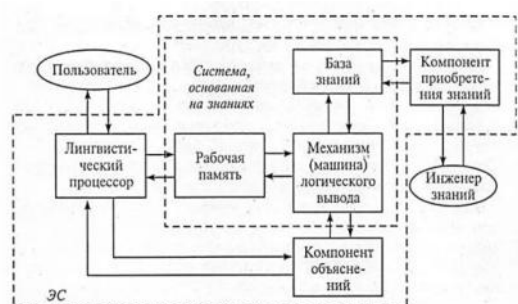 Пользователь
Система,
основанная
на знаниях
База
знаний
Компонент
приобрете-
ния знаний
Лингвисти-
ческий
процессор
Рабочая
память
Механизм
(машина)
логического
вывода
Инженер
знаний
Компонент
объясне-
ний
ЭС